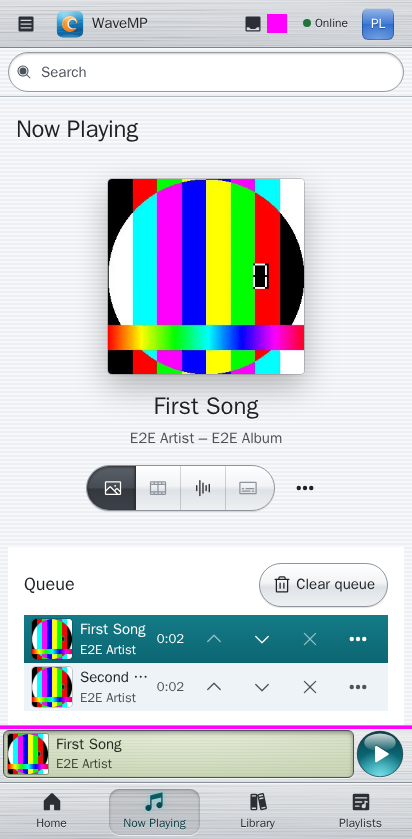 WaveMP
Online
PL
Search
Now Playing
First Song
E2E Artist – E2E Album
Queue
Clear queue
First Song
E2E Artist
0:02
Second ···
E2E Artist
0:02
First Song
E2E Artist
Home
Now Playing
Library
Playlists